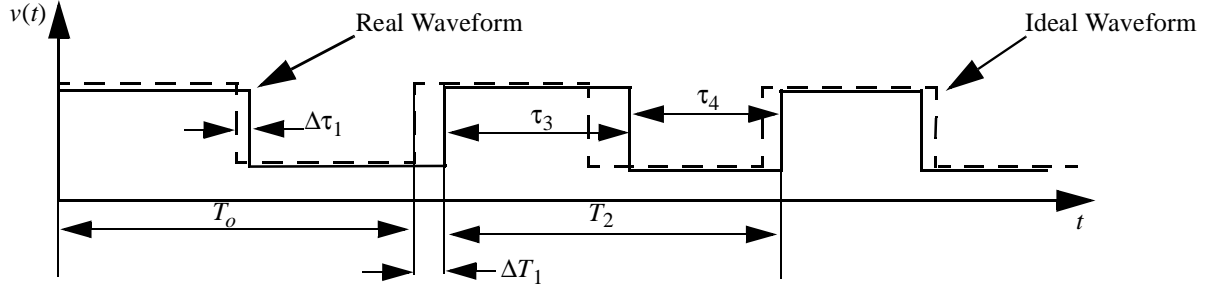 v(t)
Real Waveform
Ideal Waveform
Δτ1
τ3
τ4
To
T2
t
ΔT1